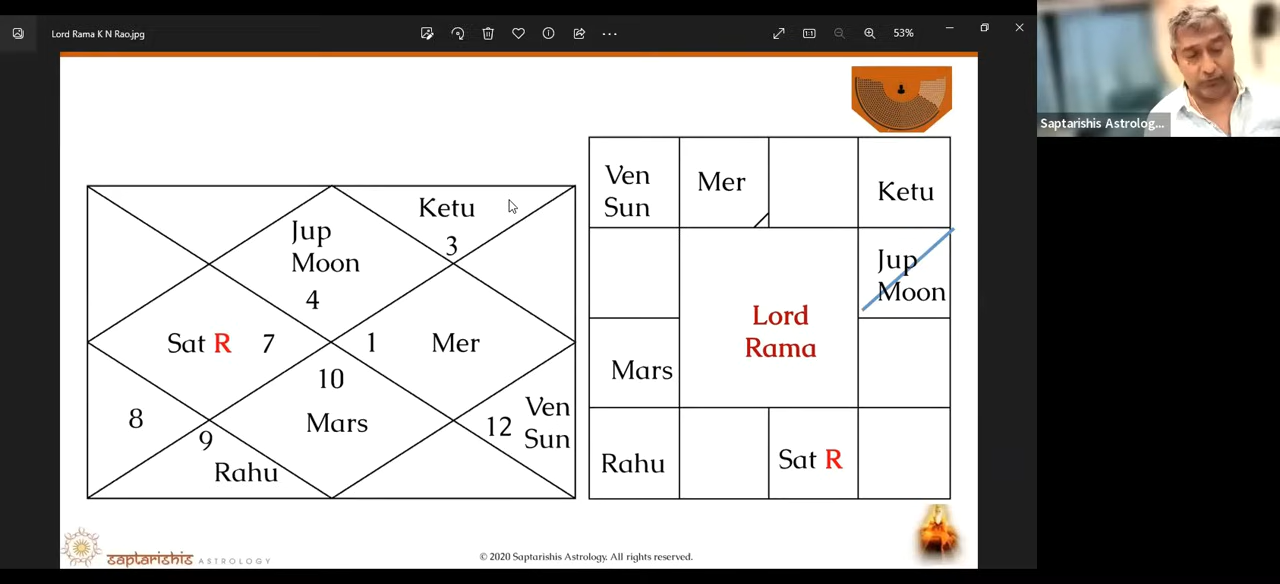 Lord Rama K N Rao.jpg
53%
Saptarishis Astrolog...
Ketu
3
Jup
Moon
4
Sat R 7
1 Mer
10
Mars
8
9
Rahu
12 Ven
Sun
Ven
Sun
Mer
Ketu
Jup
Moon
Lord
Rama
Mars
Rahu
Sat R
saptarishis ASTROLOGY
© 2020 Saptarishis Astrology. All rights reserved.